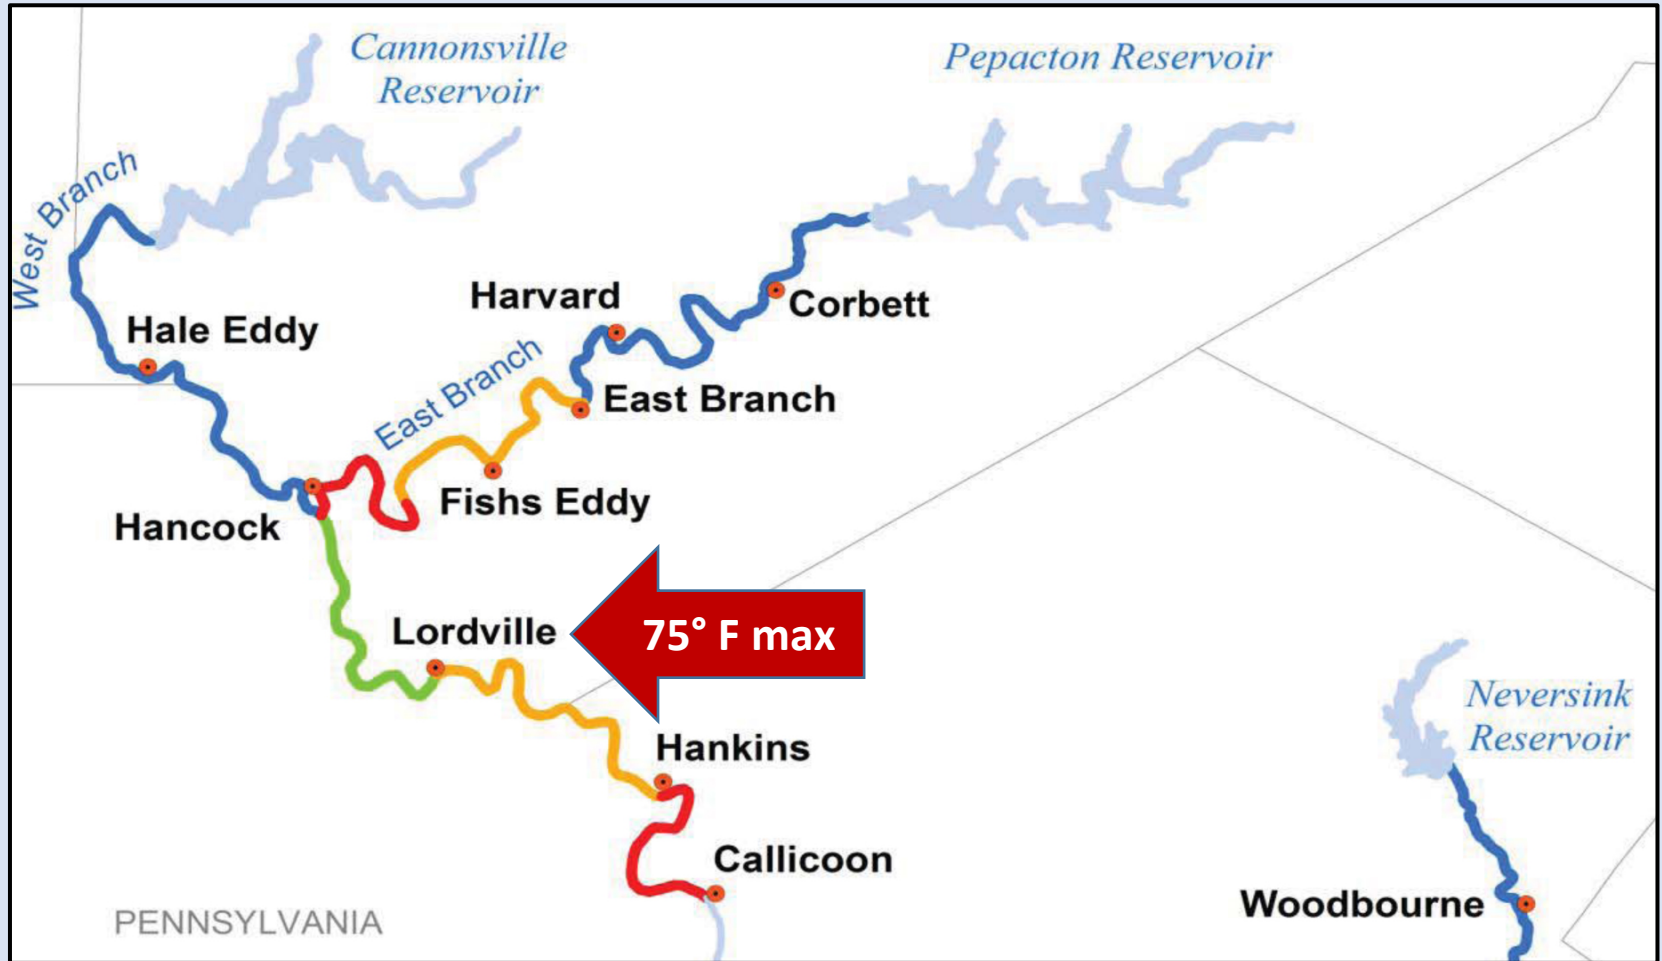 Cannonsville
Reservoir
Pepacton Reservoir
West Branch
Harvard
Corbett
Hale Eddy
East Branch
East Branch
Fishs Eddy
Hancock
Lordville
75° F max
Neversink
Reservoir
Hankins
Callicoon
Woodbourne
PENNSYLVANIA